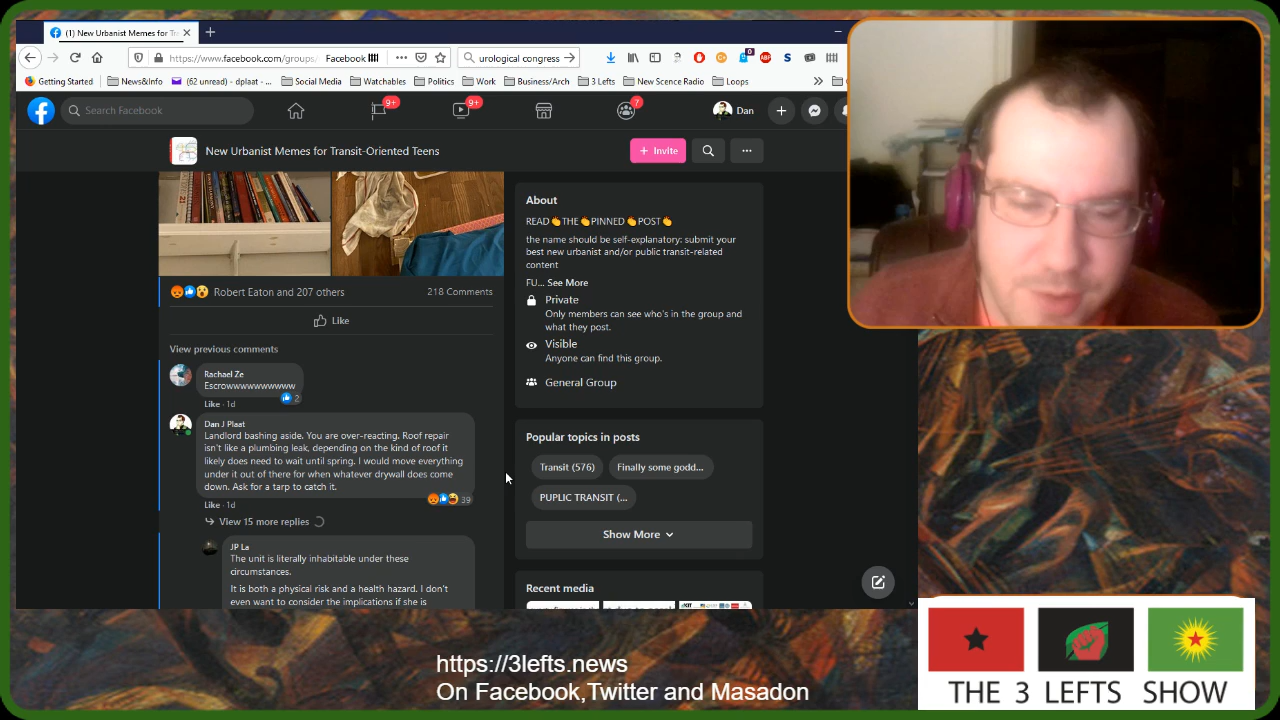 (1) New Urbanist Memes for Tr
https://www.facebook.com/groups/
Facebook
urological congress
Getting Started
News&Info
(62 unread) - dplaat —
Social Media
Watchables
Politics
Work
Business/Arch
3 Lefts
New Scence Radio
Loops
Search Facebook
9+
9+
7
Dan
New Urbanist Memes for Transit-Oriented Teens
+ Invite
Robert Eaton and 207 others
218 Comments
Like
View previous comments
Rachael Ze
Escrowwwwwwwwww
2
Like · 1d
Dan J Plaat
Landlord bashing aside. You are over-reacting. Roof repair
isn't like a plumbing leak, depending on the kind of roof it
likely does need to wait until spring. I would move everything
under it out of there for when whatever drywall does come
down. Ask for a tarp to catch it.
39
Like · 1d
View 15 more replies
JP La
The unit is literally inhabitable under these
circumstances.
It is both a physical risk and a health hazard. I don't
even want to consider the implications if she is
About
READ👏THE👏PINNED👏POST👏
the name should be self-explanatory: submit your
best new urbanist and/or public transit-related
content
FU... See More
Private
Only members can see who's in the group and
what they post.
Visible
Anyone can find this group.
General Group
Popular topics in posts
Transit (576)
Finally some godd...
PUPLIC TRANSIT (...
Show More
Recent media
https://3lefts.news
On Facebook,Twitter and Masadon
THE 3 LEFTS SHOW